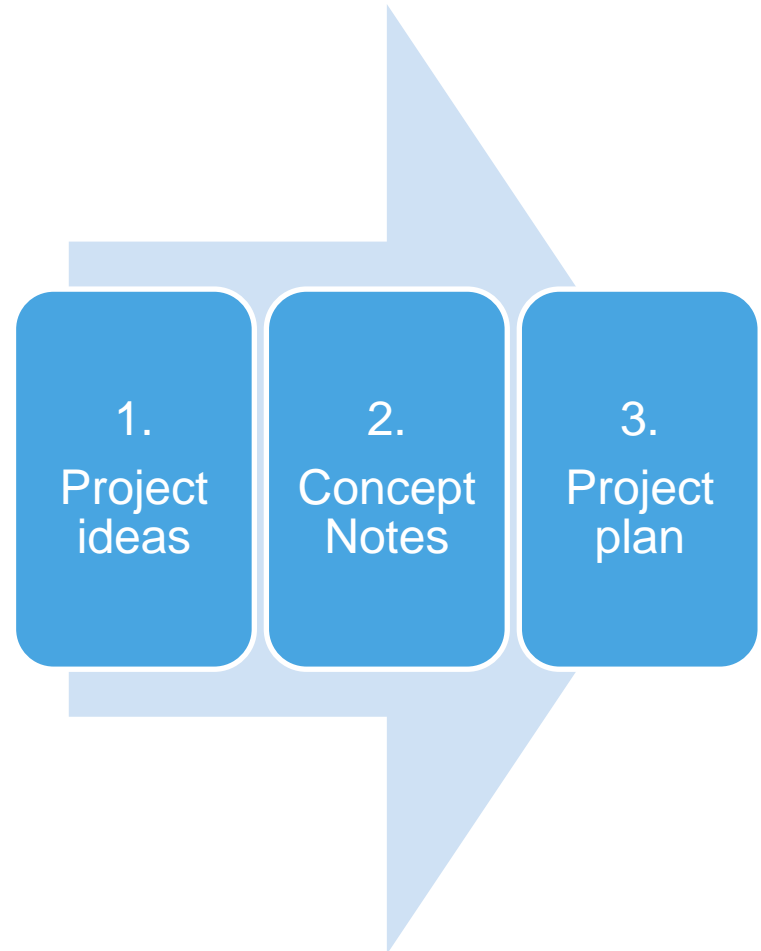 1.
Project
ideas
2.
Concept
Notes
3.
Project
plan